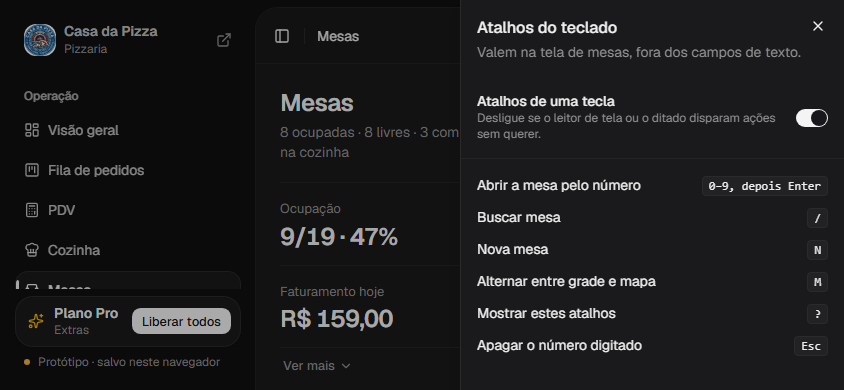 Casa da Pizza
Pizzaria
Operação
Visão geral
Fila de pedidos
PDV
Cozinha
Mesas
Plano Pro
Extras
Liberar todos
Protótipo · salvo neste navegador
Mesas
Mesas
8 ocupadas · 8 livres · 3 com
na cozinha
Ocupação
9/19 · 47%
Faturamento hoje
R$ 159,00
Ver mais
Atalhos do teclado
Valem na tela de mesas, fora dos campos de texto.
Atalhos de uma tecla
Desligue se o leitor de tela ou o ditado disparam ações
sem querer.
Abrir a mesa pelo número 0–9, depois Enter
Buscar mesa /
Nova mesa N
Alternar entre grade e mapa M
Mostrar estes atalhos ?
Apagar o número digitado Esc